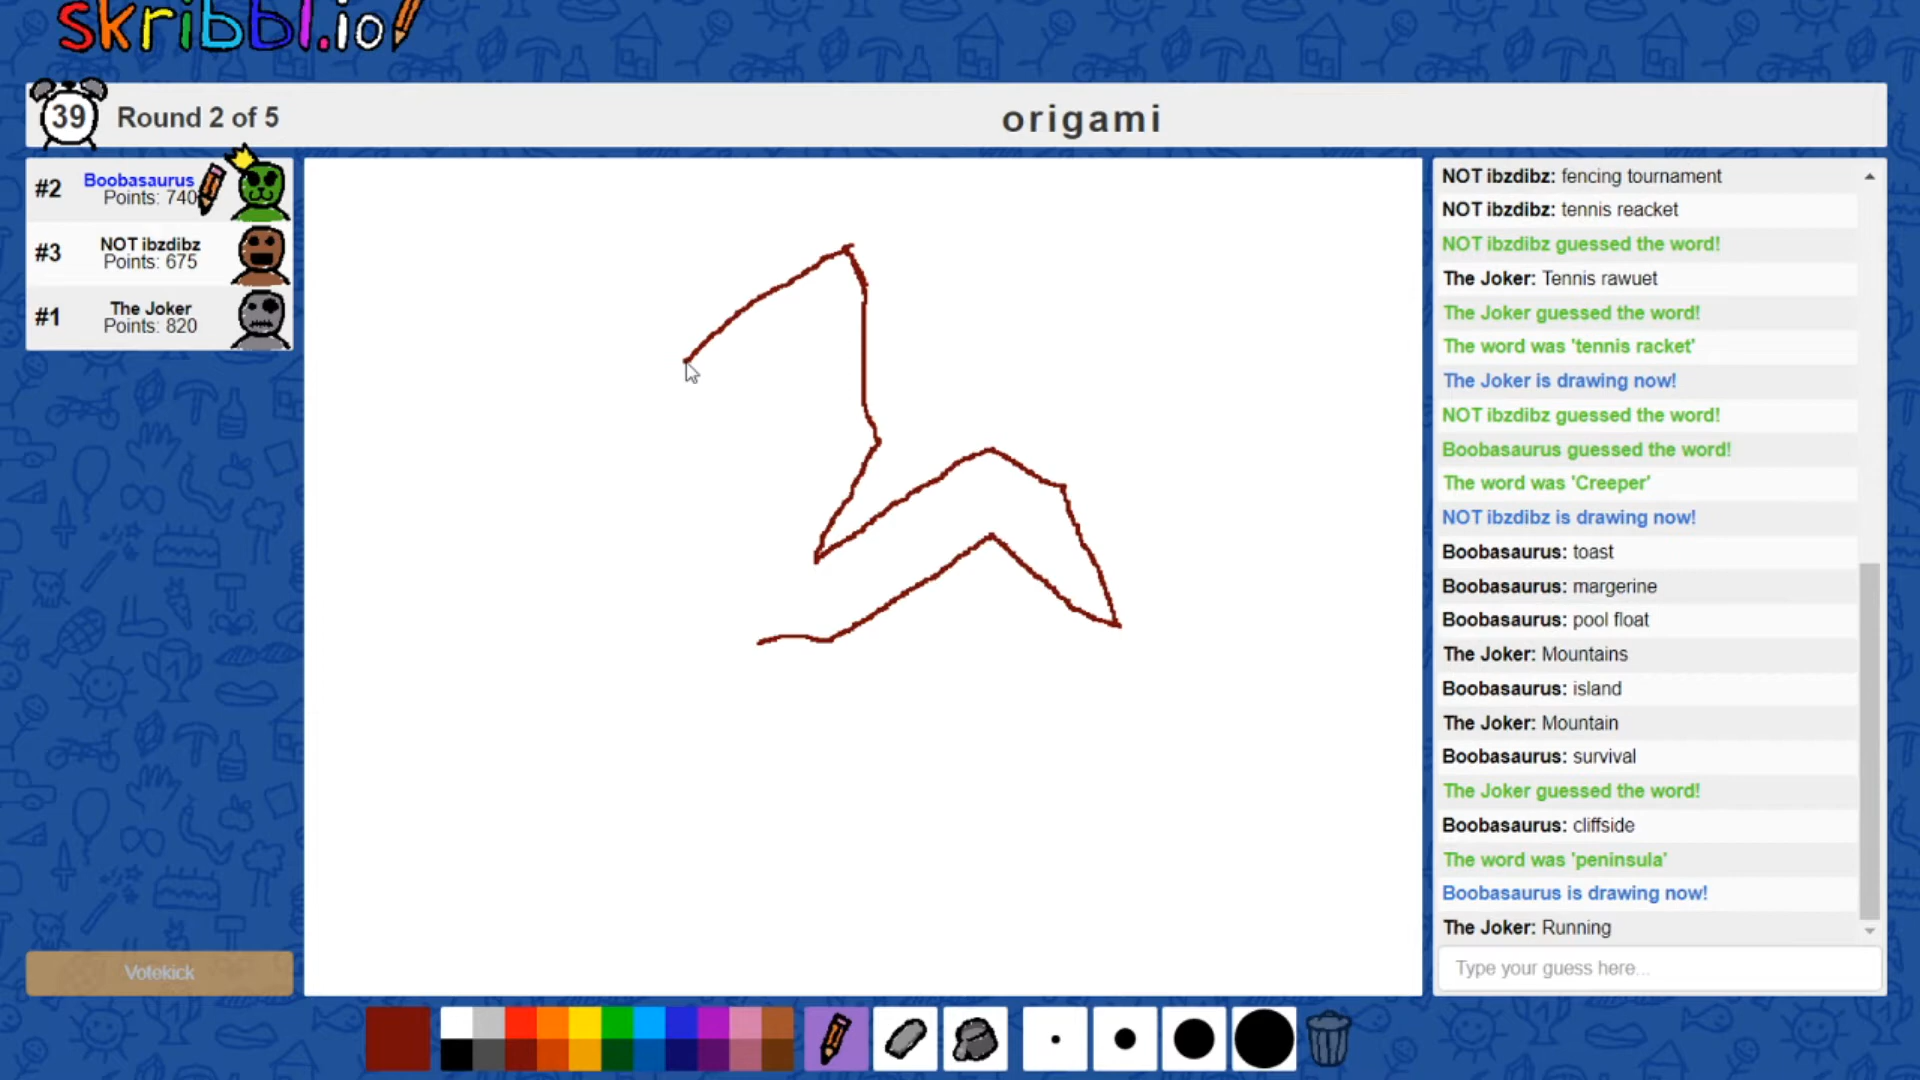 skribbl.io
39
Round 2 of 5
origami
#2
Boobasaurus
Points: 740
#3
NOT ibzdibz
Points: 675
#1
The Joker
Points: 820
Votekick
NOT ibzdibz: fencing tournament
NOT ibzdibz: tennis reacket
NOT ibzdibz guessed the word!
The Joker: Tennis rawuet
The Joker guessed the word!
The word was 'tennis racket'
The Joker is drawing now!
NOT ibzdibz guessed the word!
Boobasaurus guessed the word!
The word was 'Creeper'
NOT ibzdibz is drawing now!
Boobasaurus: toast
Boobasaurus: margerine
Boobasaurus: pool float
The Joker: Mountains
Boobasaurus: island
The Joker: Mountain
Boobasaurus: survival
The Joker guessed the word!
Boobasaurus: cliffside
The word was 'peninsula'
Boobasaurus is drawing now!
The Joker: Running
Type your guess here...